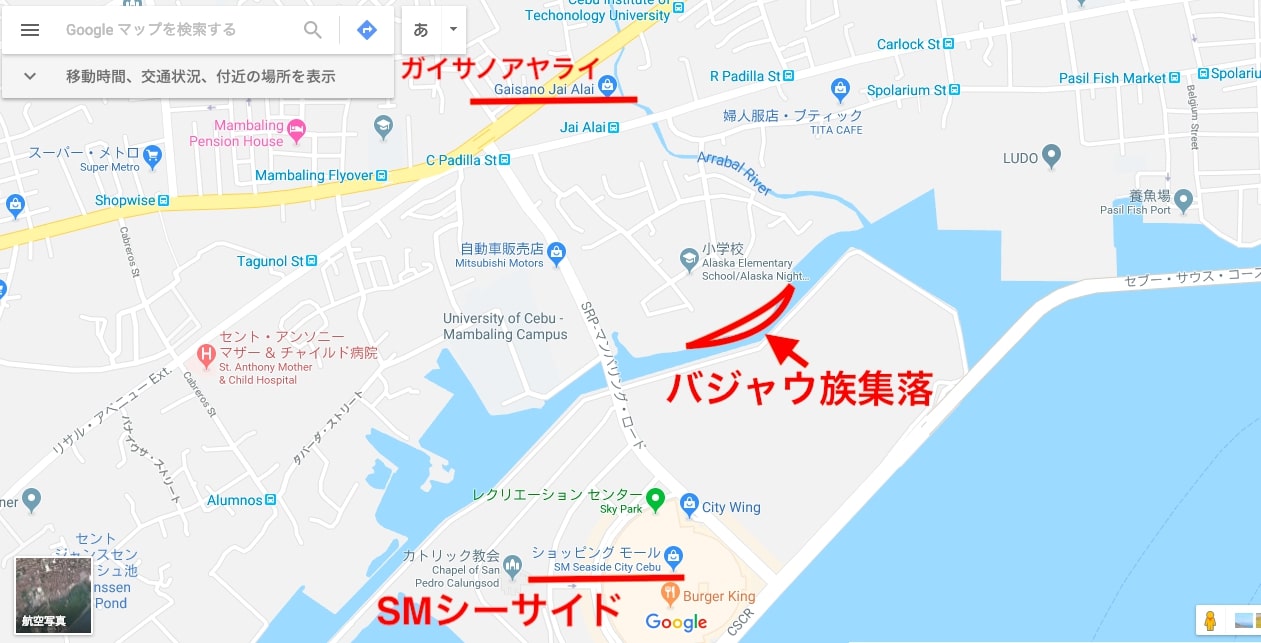 Cebu Institute of
Techonology University
Google マップを検索する
あ
移動時間、交通状況、付近の場所を表示
ガイサノアヤライ
Gaisano Jai Alai
Carlock St
R Padilla St
Pasil Fish Market
Spolarium
Spolarium St
Belgium Street
婦人服店・ブティック
TITA CAFE
Mambaling
Pension House
Jai Alai
スーパー・メトロ
Super Metro
C Padilla St
Arrabal River
LUDO
Mambaling Flyover
Shopwise
養魚場
Pasil Fish Port
Cabreros St
自動車販売店
Mitsubishi Motors
小学校
Alaska Elementary
School/Alaska Night...
Tagunol St
セブー・サウス・コース
University of Cebu -
Mambaling Campus
SRP-マンバリング・ロード
セント・アンソニー
マザー & チャイルド病院
St. Anthony Mother
& Child Hospital
Cabreros St
バジャウ族集落
リサル・アベニュー Ext.
バナイウス・ストリート
タバーダ・ストリート
ner
Alumnos
レクリエーション センター
Sky Park
City Wing
セント
ジャンスセン
シュ池
nssen
Pond
カトリック教会
Chapel of San
Pedro Calungsod
ショッピング モール
SM Seaside City Cebu
SMシーサイド
Burger King
Google
CSCR
航空写真